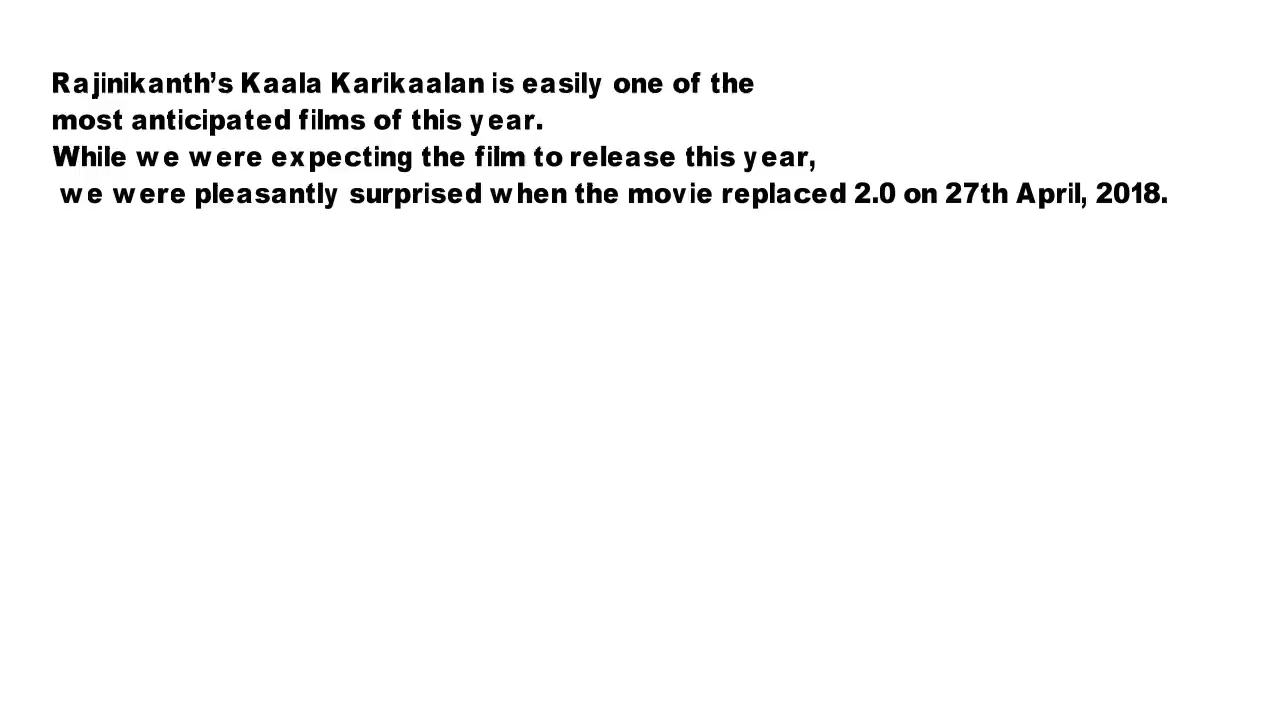 Rajinikanth’s Kaala Karikaalan is easily one of the
most anticipated films of this year.
While we were expecting the film to release this year,
we were pleasantly surprised when the movie replaced 2.0 on 27th April, 2018.